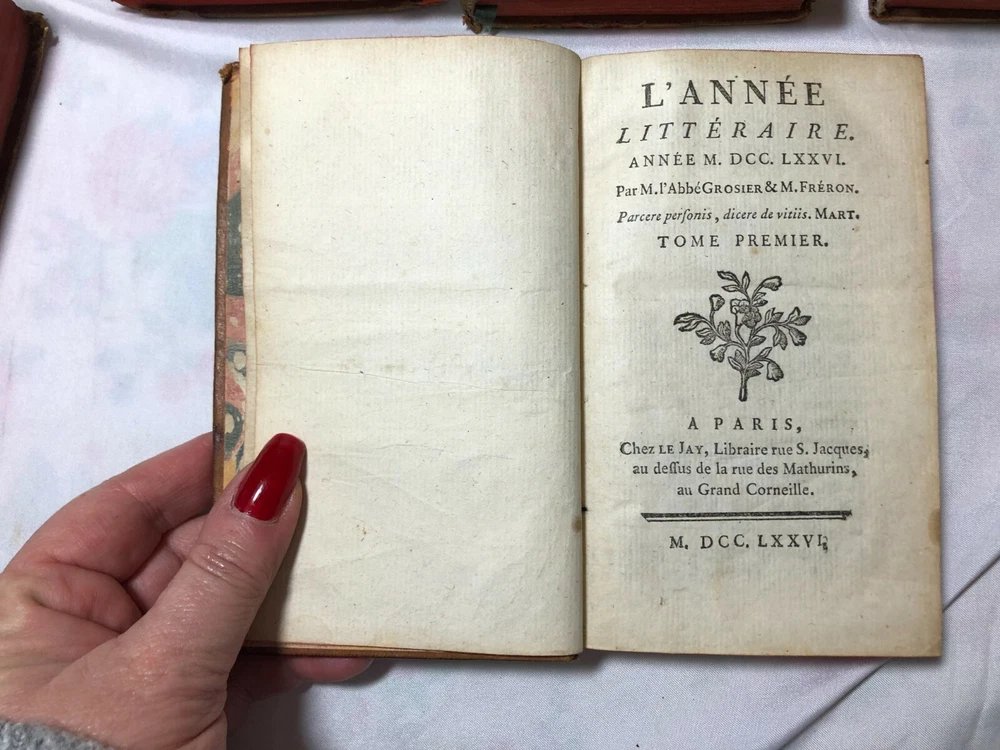 L'ANNÉE
LITTÉRAIRE.
ANNÉE M. DCC. LXXVI.
Par M. l'Abbé GROSIER & M. FRÉRON.
Parcere perſonis, dicere de vitiis. MART.
TOME PREMIER.
A PARIS,
Chez LE JAY, Libraire rue S. Jacques,
au deſſus de la rue des Mathurins,
au Grand Corneille.
M. DCC. LXXVI.